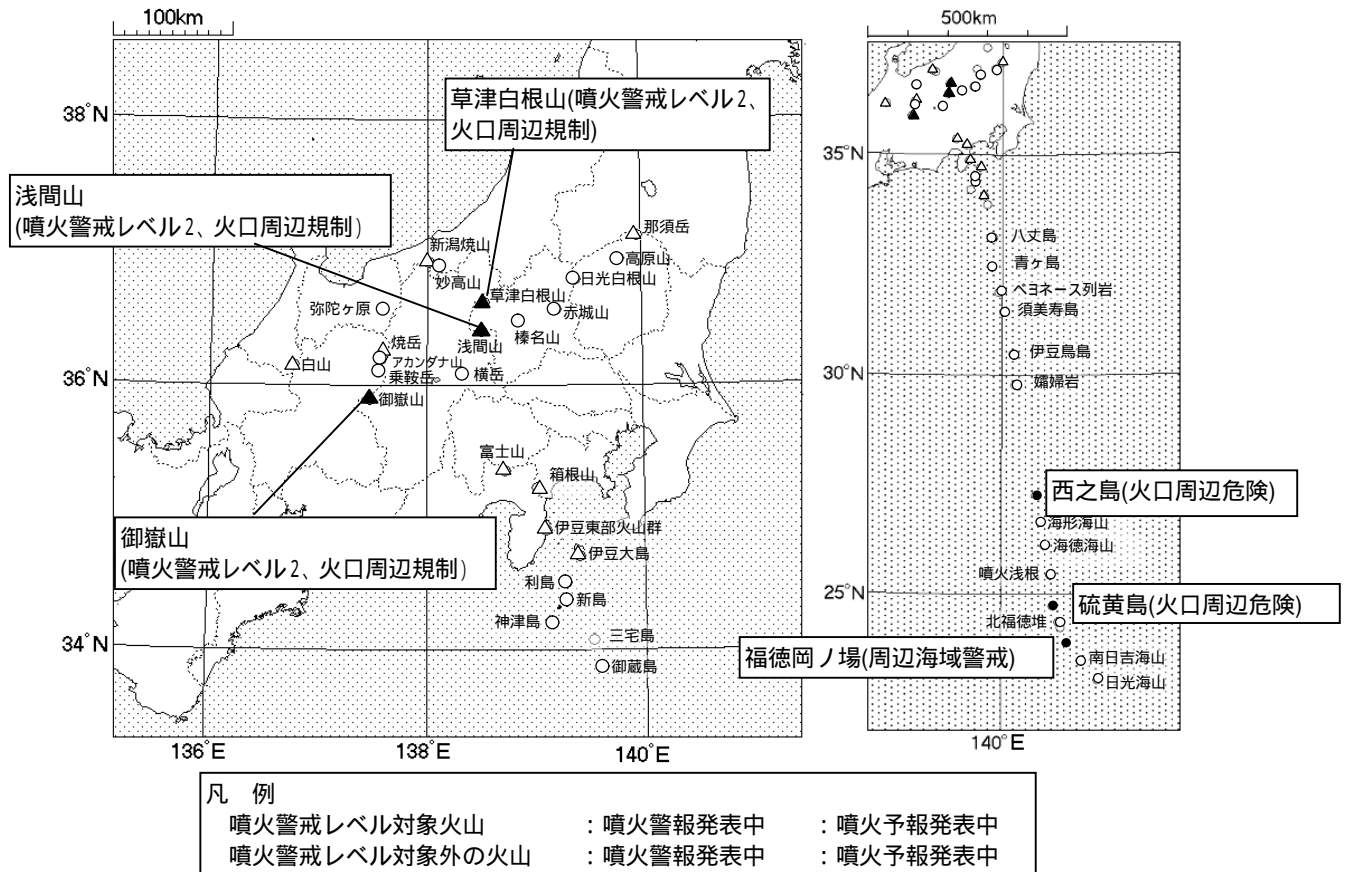 100km
500km
38°N
36°N
34°N
136°E
138°E
140°E
草津白根山(噴火警戒レベル2、
火口周辺規制)
浅間山
(噴火警戒レベル2、火口周辺規制)
那須岳
新潟焼山
高原山
妙高山
日光白根山
草津白根山
弥陀ヶ原
赤城山
榛名山
浅間山
焼岳
アカンダナ山
白山
乗鞍岳
横岳
御嶽山
富士山
箱根山
御嶽山
(噴火警戒レベル2、火口周辺規制)
伊豆東部火山群
伊豆大島
利島
新島
神津島
三宅島
御蔵島
35°N
30°N
25°N
140°E
八丈島
青ヶ島
ベヨネース列岩
須美寿島
伊豆鳥島
孀婦岩
西之島(火口周辺危険)
海形海山
海徳海山
噴火浅根
硫黄島(火口周辺危険)
北福徳堆
福徳岡ノ場(周辺海域警戒)
南日吉海山
日光海山
凡 例
噴火警戒レベル対象火山 :噴火警報発表中 :噴火予報発表中
噴火警戒レベル対象外の火山 :噴火警報発表中 :噴火予報発表中